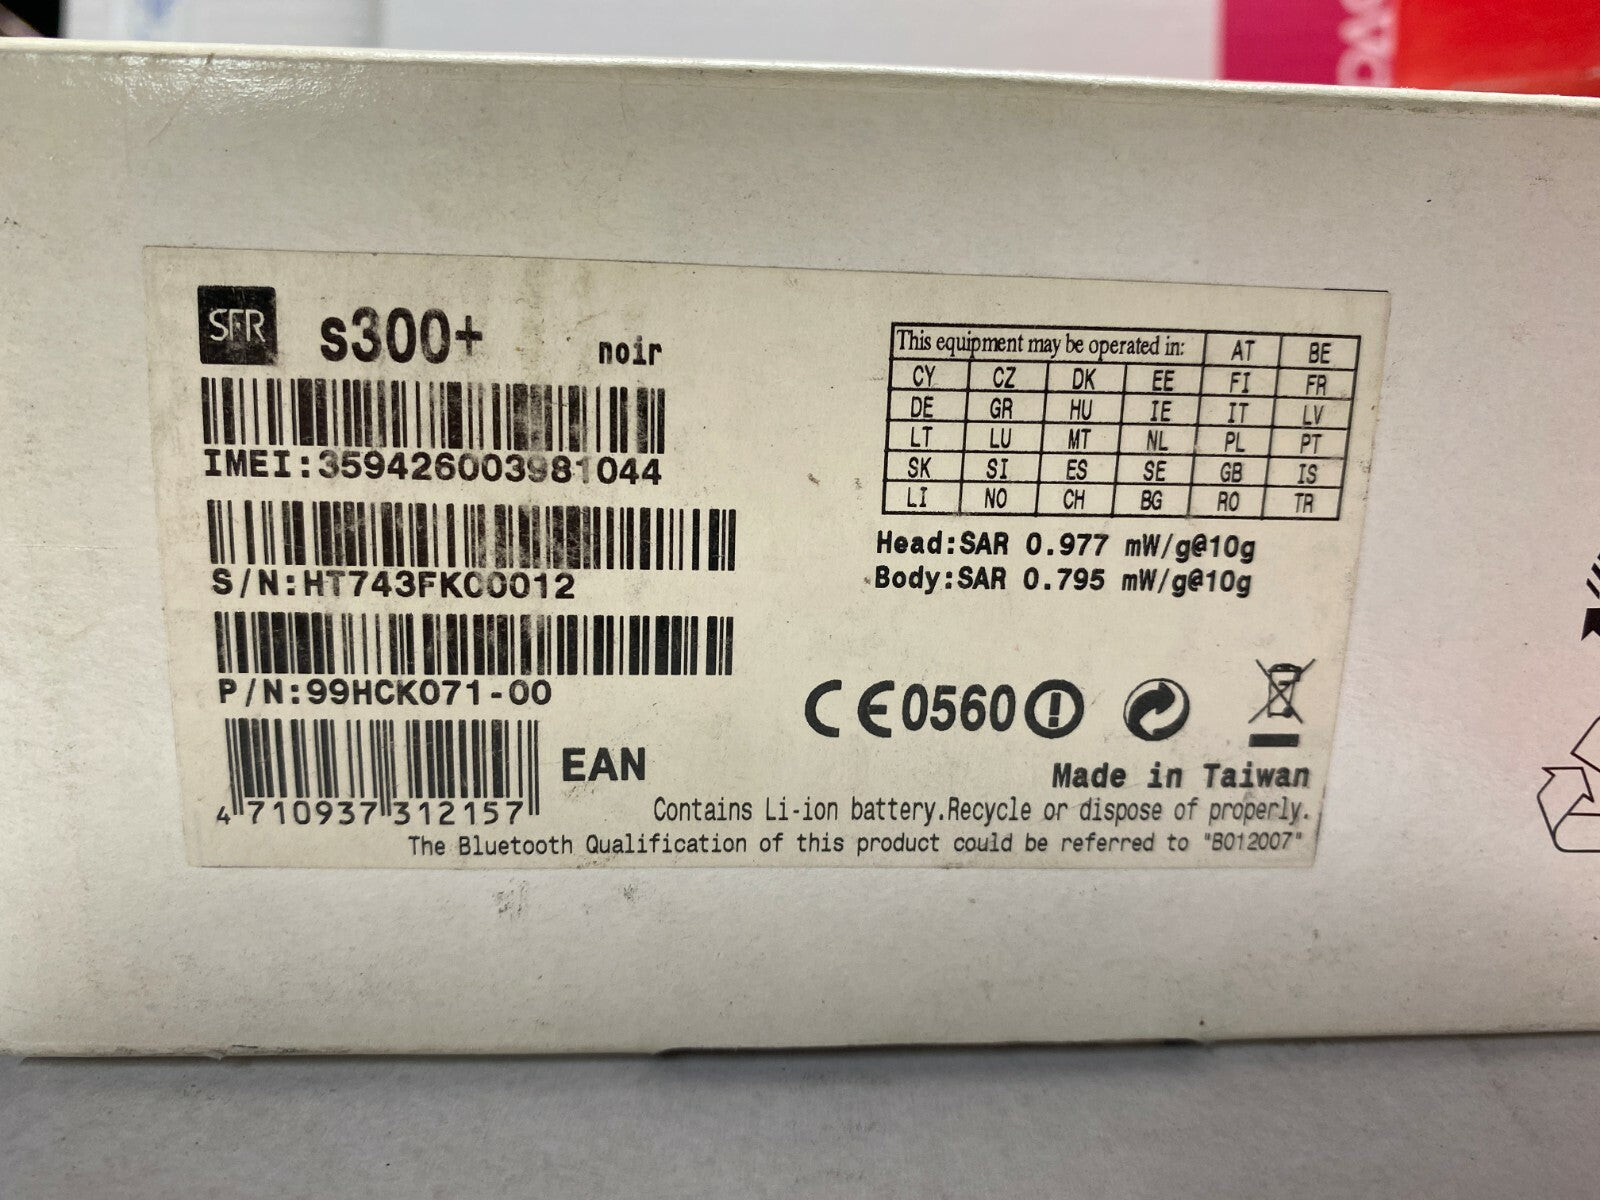 SFR s300+ noir
IMEI:359426003981044
S/N:HT743FKC00012
P/N:99HCK071-00
EAN
4 710937 312157
This equipment may be operated in: AT BE
CY CZ DK EE FI FR
DE GR HU IE IT LV
LT LU MT NL PL PT
SK SI ES SE GB IS
LI NO CH BG RO TR
Head:SAR 0.977 mW/g@10g
Body:SAR 0.795 mW/g@10g
CE0560
Made in Taiwan
Contains Li-ion battery.Recycle or dispose of properly.
The Bluetooth Qualification of this product could be referred to "B012007"